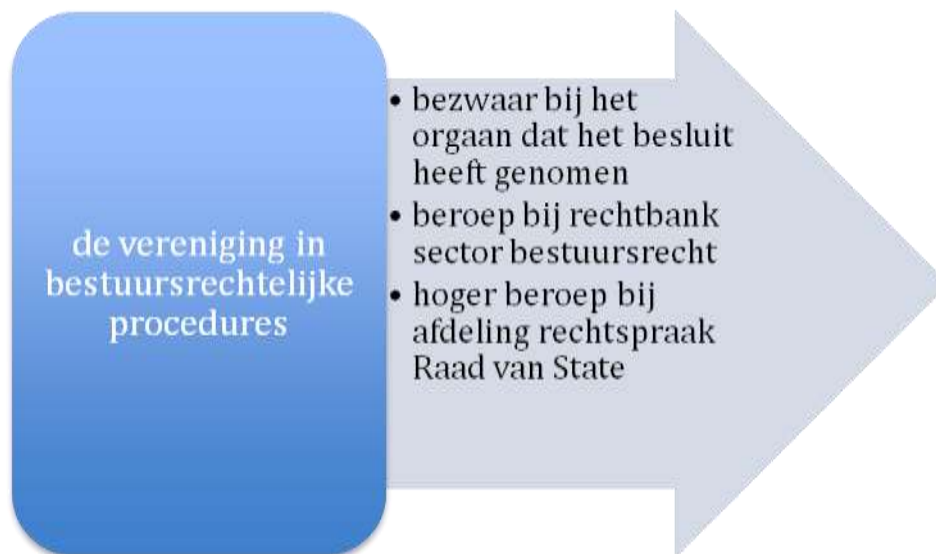 de vereniging in
bestuursrechtelijke
procedures
• bezwaar bij het
orgaan dat het besluit
heeft genomen
• beroep bij rechtbank
sector bestuursrecht
• hoger beroep bij
afdeling rechtspraak
Raad van State